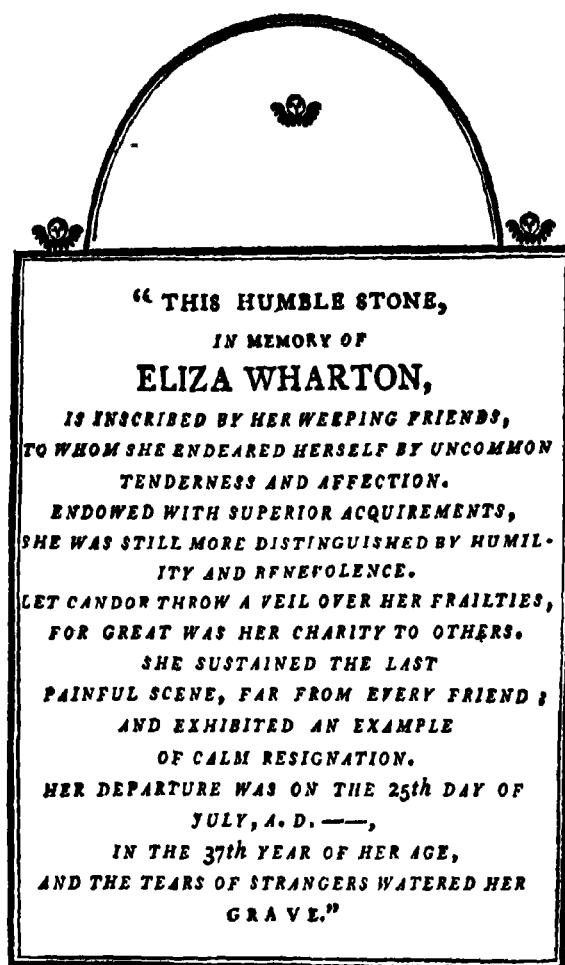 “ THIS HUMBLE STONE,
IN MEMORY OF
ELIZA WHARTON,
IS INSCRIBED BY HER WEEPING FRIENDS,
TO WHOM SHE ENDEARED HERSELF BY UNCOMMON
TENDERNESS AND AFFECTION.
ENDOWED WITH SUPERIOR ACQUIREMENTS,
SHE WAS STILL MORE DISTINGUISHED BY HUMIL-
ITY AND BENEVOLENCE.
LET CANDOR THROW A VEIL OVER HER FRAILTIES,
FOR GREAT WAS HER CHARITY TO OTHERS.
SHE SUSTAINED THE LAST
PAINFUL SCENE, FAR FROM EVERY FRIEND ;
AND EXHIBITED AN EXAMPLE
OF CALM RESIGNATION.
HER DEPARTURE WAS ON THE 25th DAY OF
JULY, A. D. ——,
IN THE 37th YEAR OF HER AGE,
AND THE TEARS OF STRANGERS WATERED HER
GRAVE.”